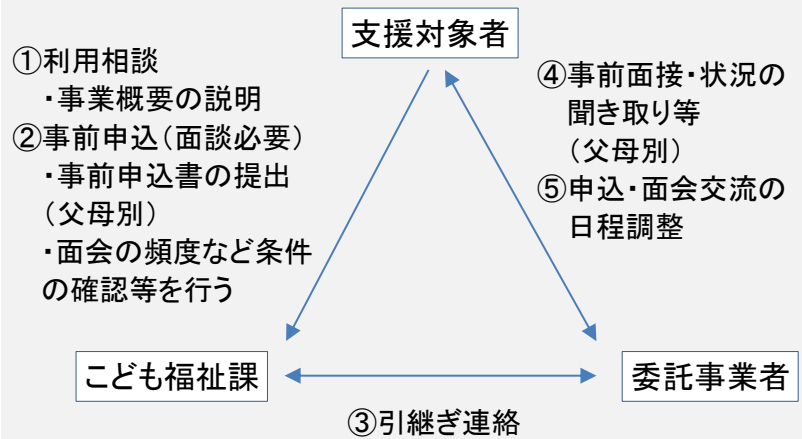 支援対象者
①利用相談
・事業概要の説明
②事前申込(面談必要)
・事前申込書の提出
(父母別)
・面会の頻度など条件
の確認等を行う
④事前面接・状況の
聞き取り等
(父母別)
⑤申込・面会交流の
日程調整
こども福祉課
委託事業者
③引継ぎ連絡